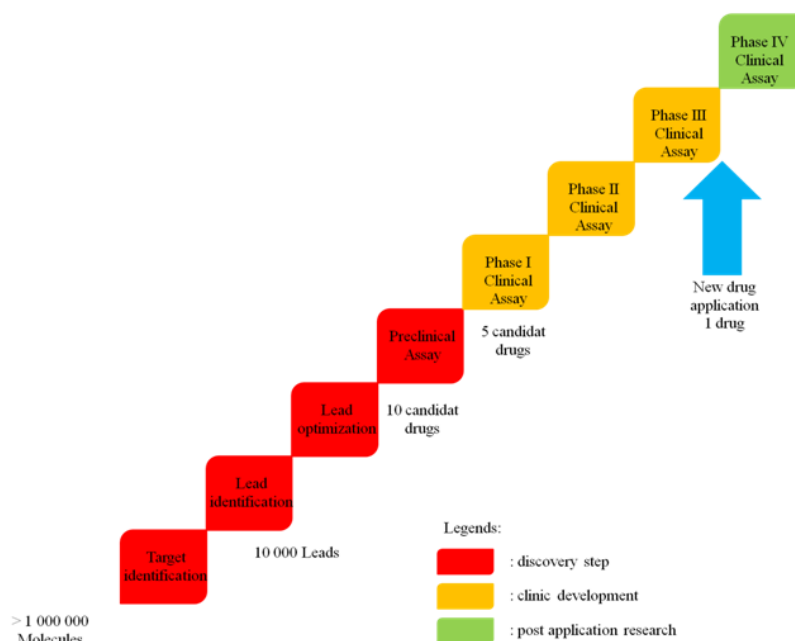 Phase IV
Clinical
Assay
Phase III
Clinical
Assay
Phase II
Clinical
Assay
Phase I
Clinical
Assay
New drug
application
1 drug
Preclinical
Assay
5 candidat
drugs
Lead
optimization
10 candidat
drugs
Lead
identification
10 000 Leads
Target
identification
> 1 000 000
Molecules
Legends:
: discovery step
: clinic development
: post application research